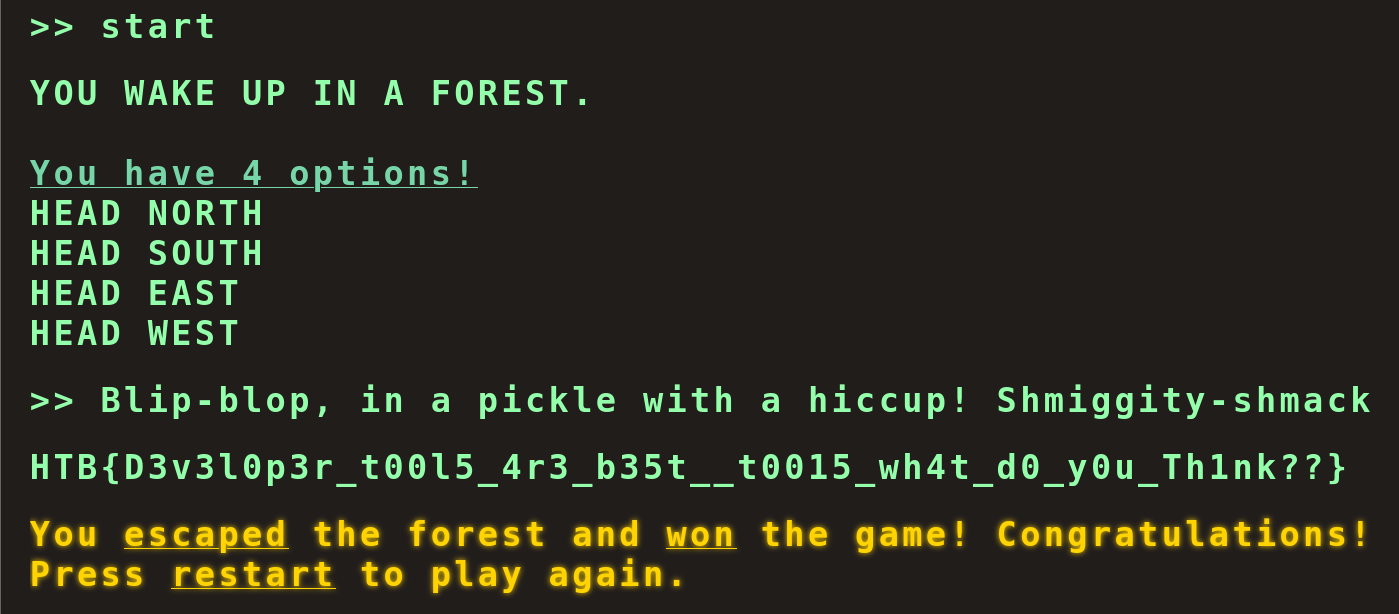 >> start
YOU WAKE UP IN A FOREST.
You have 4 options!
HEAD NORTH
HEAD SOUTH
HEAD EAST
HEAD WEST
>> Blip-blop, in a pickle with a hiccup! Shmiggity-shmack
HTB{D3v3l0p3r_t00l5_4r3_b35t__t0015_wh4t_d0_y0u_Th1nk??}
You escaped the forest and won the game! Congratulations!
Press restart to play again.